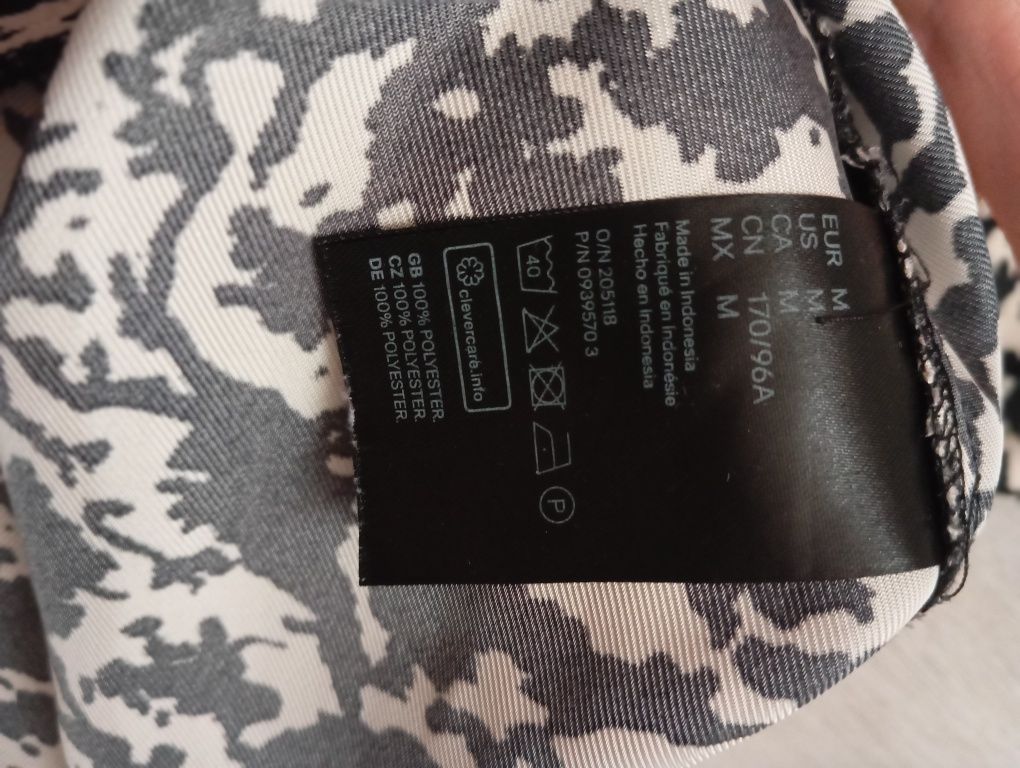 EUR M
US M
CA M
CN 170/96A
MX M
Made in Indonesia
Fabriqué en Indonésie
Hecho en Indonesia
O/N 205118
P/N 0939570 3
40
P
clevercare.info
GB 100% POLYESTER.
CZ 100% POLYESTER.
DE 100% POLYESTER.